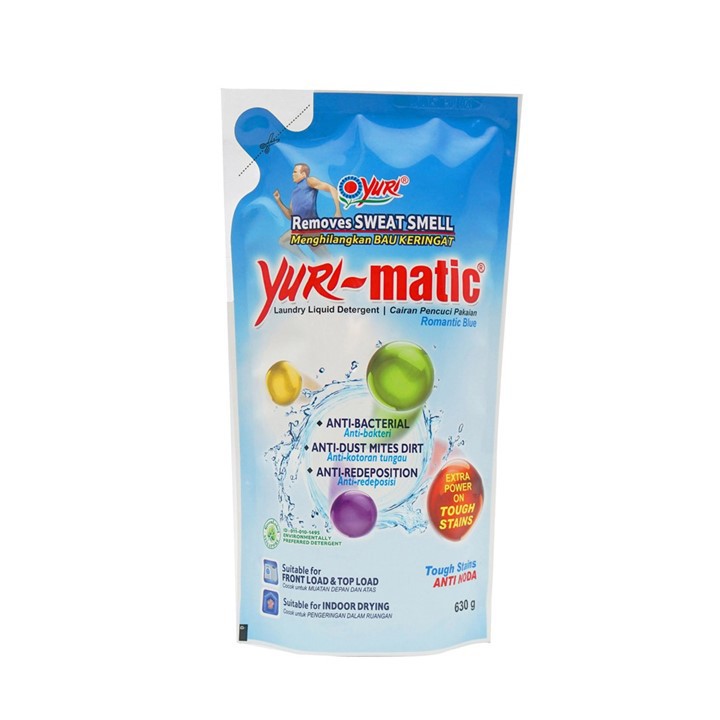 YURI®
Removes SWEAT SMELL
Menghilangkan BAU KERINGAT
YURI-matic®
Laundry Liquid Detergent | Cairan Pencuci Pakaian
Romantic Blue
◆ ANTI-BACTERIAL
Anti-bakteri
◆ ANTI-DUST MITES DIRT
Anti-kotoran tungau
◆ ANTI-REDEPOSITION
Anti-redeposisi
EXTRA
POWER
ON
TOUGH
STAINS
ENVIRONMENTALLY
PREFERRED DETERGENT
Tough Stains
ANTI NODA
Suitable for
FRONT LOAD & TOP LOAD
Cocok untuk MUATAN DEPAN DAN ATAS
Suitable for INDOOR DRYING
Cocok untuk PENGERINGAN DALAM RUANGAN
630 g